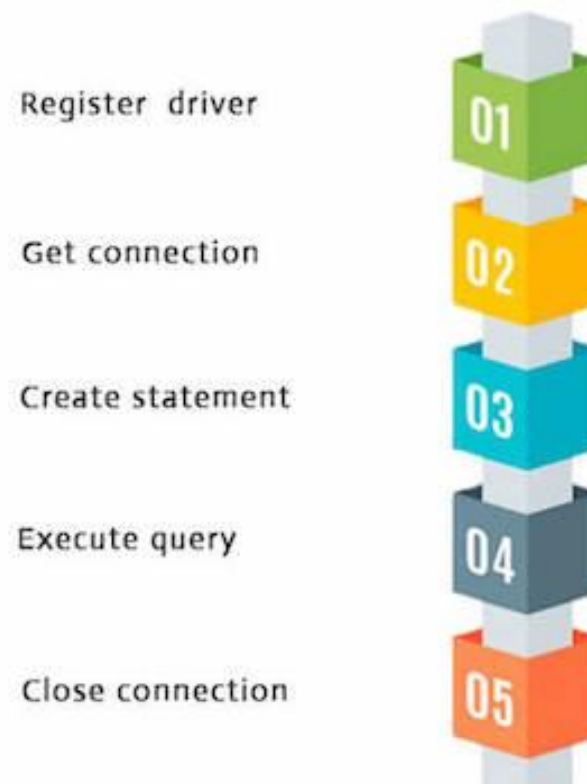 Register driver
01
Get connection
02
Create statement
03
Execute query
04
Close connection
05